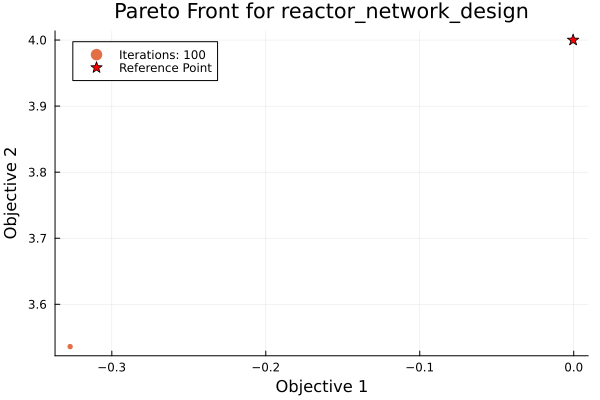 Pareto Front for reactor_network_design
Iterations: 100
Reference Point
4.0
3.9
3.8
3.7
3.6
Objective 2
−0.3
−0.2
−0.1
0.0
Objective 1